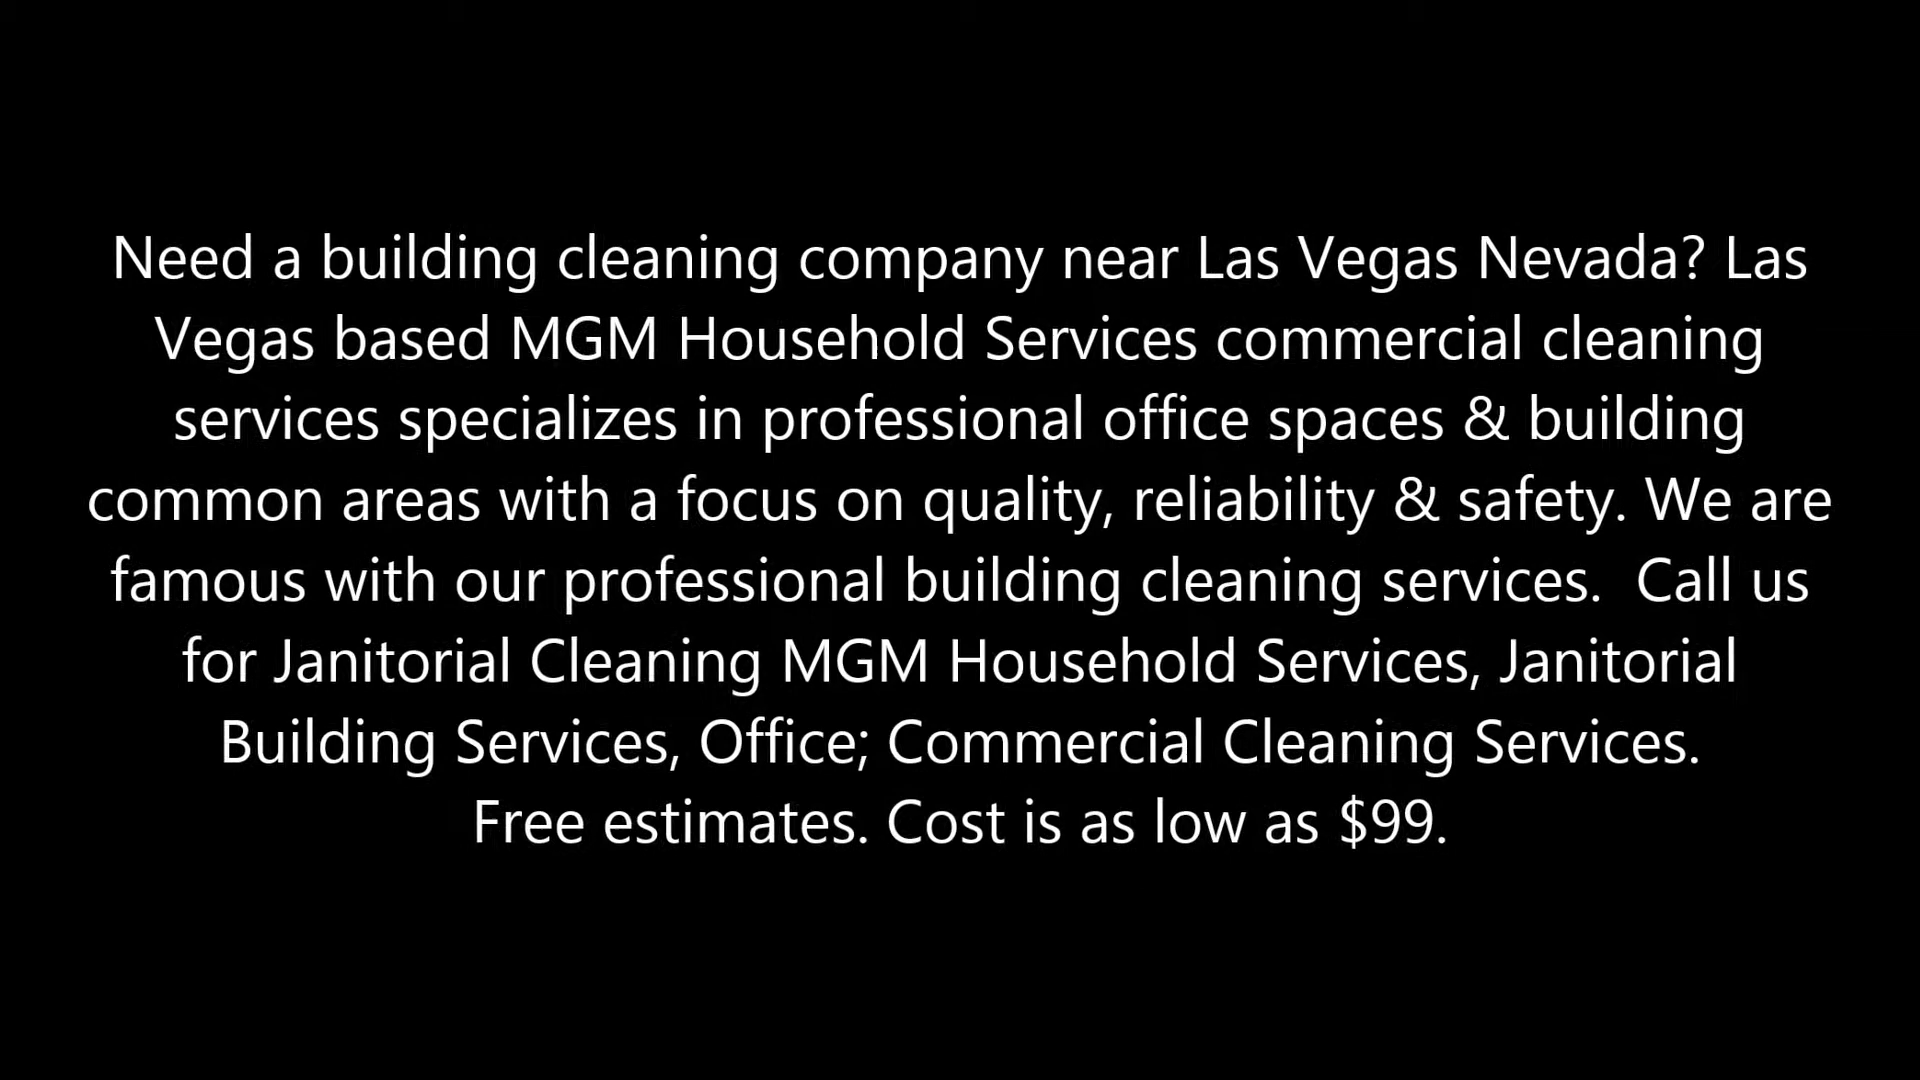 Need a building cleaning company near Las Vegas Nevada? Las
Vegas based MGM Household Services commercial cleaning
services specializes in professional office spaces & building
common areas with a focus on quality, reliability & safety. We are
famous with our professional building cleaning services.  Call us
for Janitorial Cleaning MGM Household Services, Janitorial
Building Services, Office; Commercial Cleaning Services.
Free estimates. Cost is as low as $99.